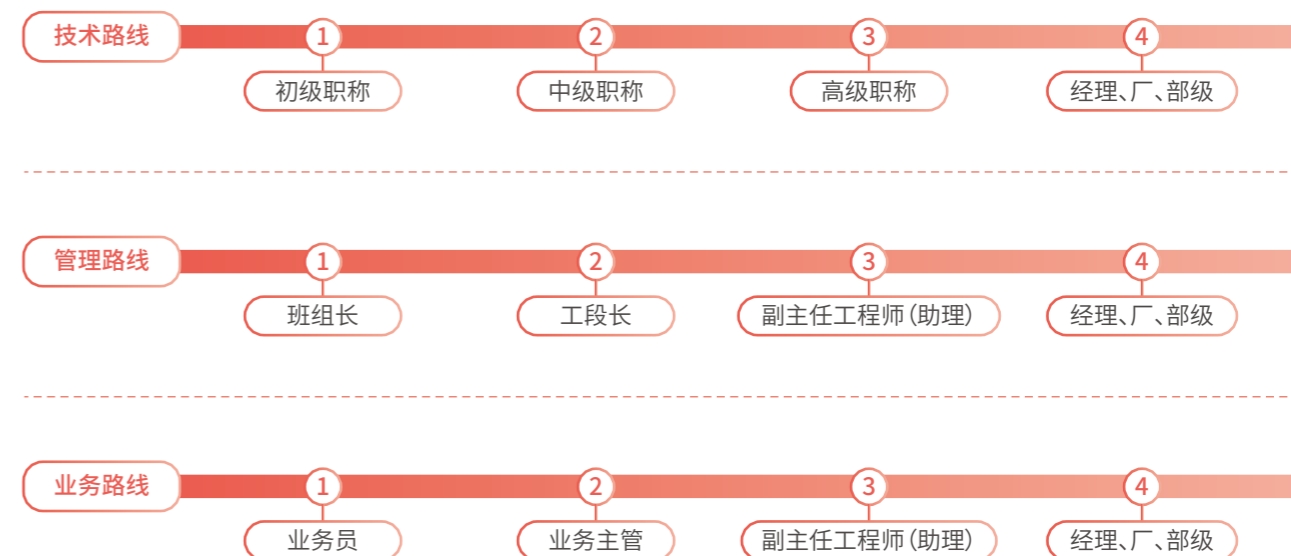 技术路线 1 2 3 4
初级职称 中级职称 高级职称 经理、厂、部级
管理路线 1 2 3 4
班组长 工段长 副主任工程师（助理） 经理、厂、部级
业务路线 1 2 3 4
业务员 业务主管 副主任工程师（助理） 经理、厂、部级